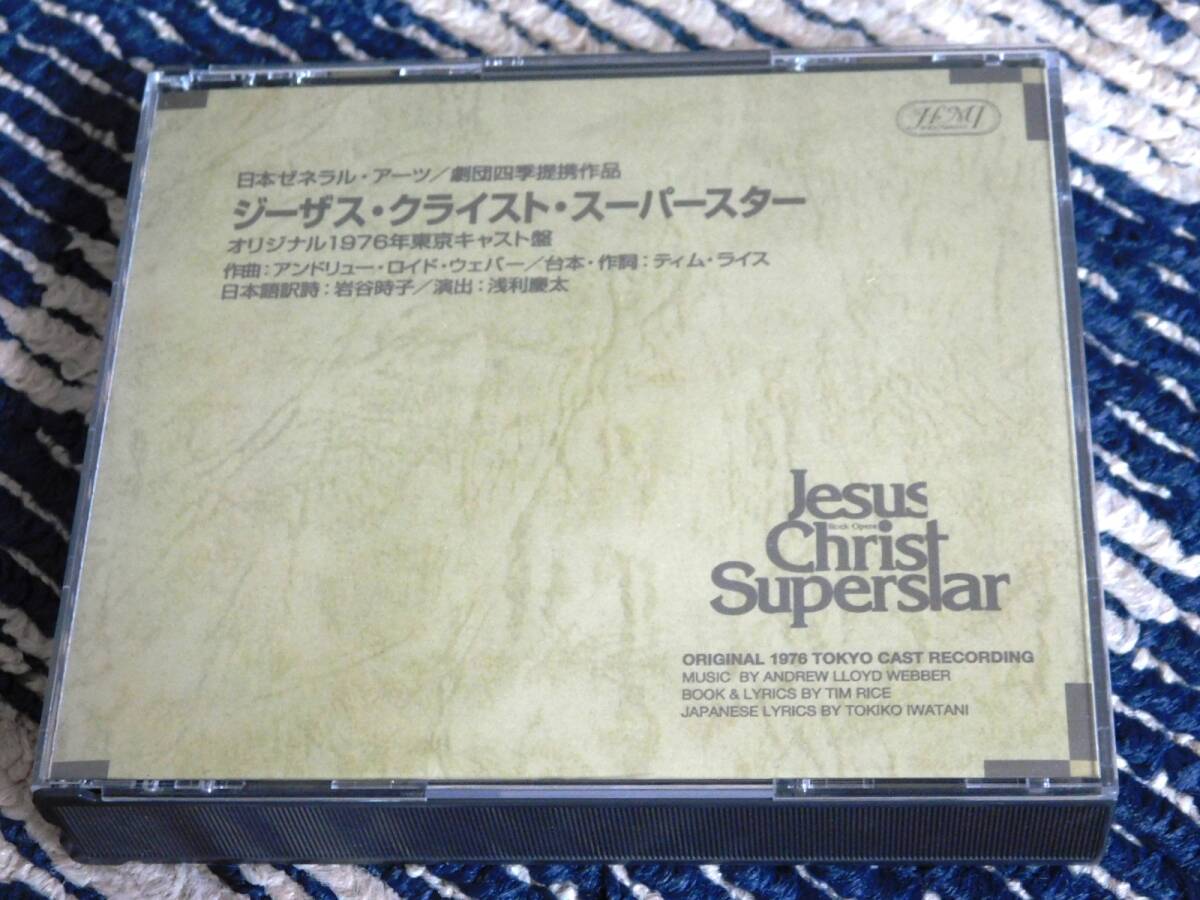 日本ゼネラル・アーツ／劇団四季提携作品
ジーザス・クライスト・スーパースター
オリジナル1976年東京キャスト盤
作曲：アンドリュー・ロイド・ウェバー／台本・作詞：ティム・ライス
日本語訳詩：岩谷時子／演出：浅利慶太
Jesus
Rock Opera
Christ
Superstar
ORIGINAL 1976 TOKYO CAST RECORDING
MUSIC BY ANDREW LLOYD WEBBER
BOOK & LYRICS BY TIM RICE
JAPANESE LYRICS BY TOKIKO IWATANI